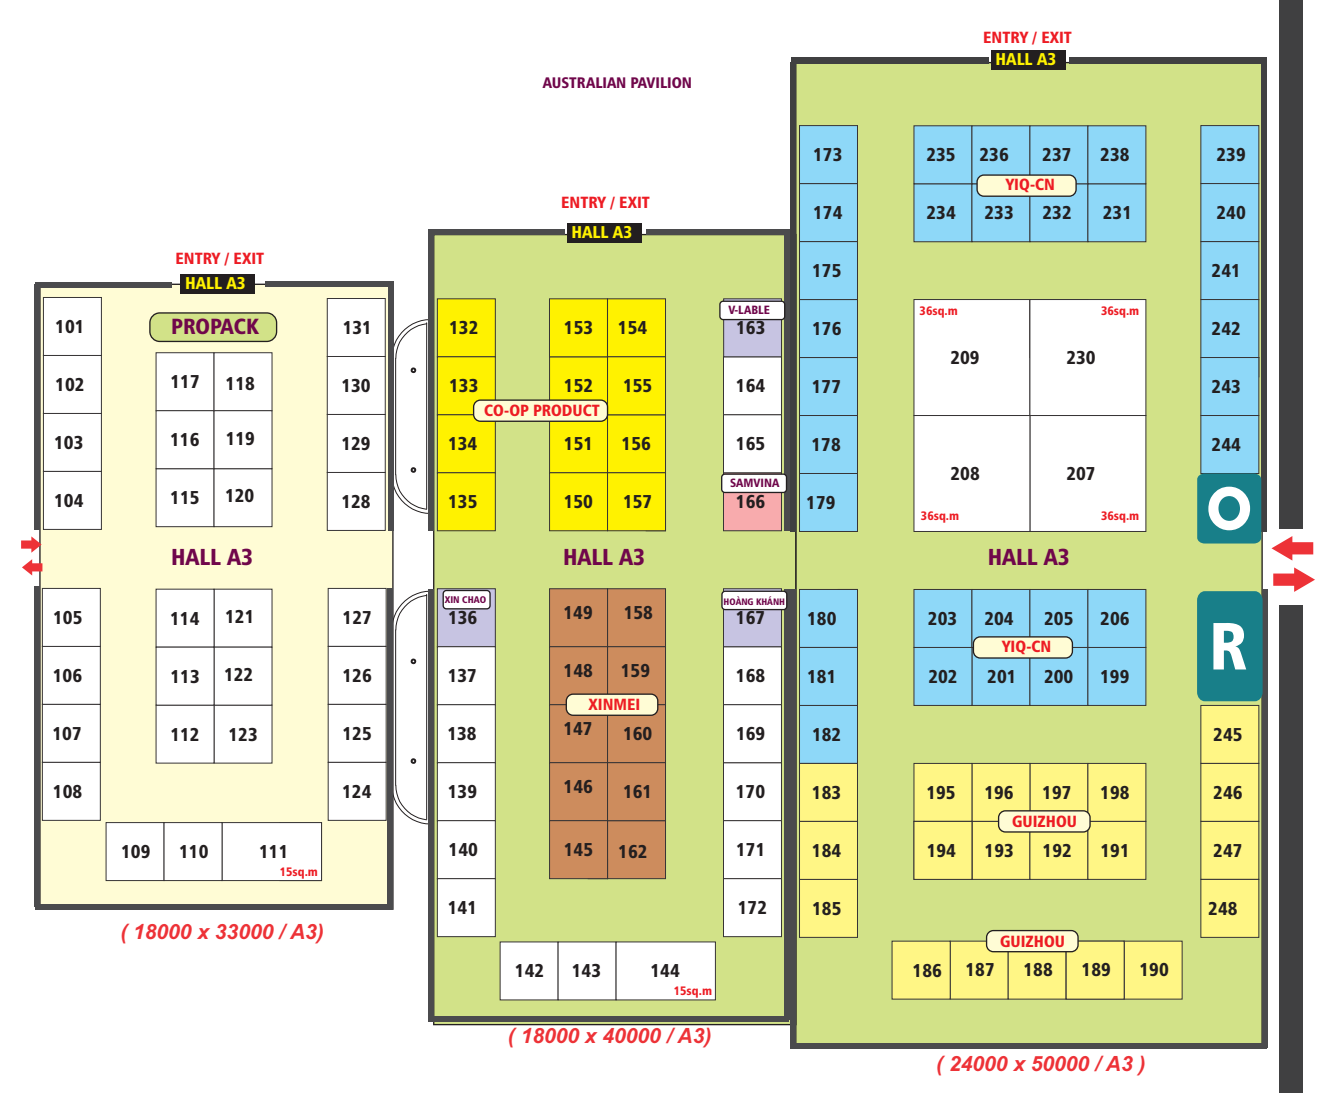 ENTRY / EXIT
HALL A3
AUSTRALIAN PAVILION
ENTRY / EXIT
HALL A3
ENTRY / EXIT
HALL A3
PROPACK
101
102
103
104
117 118
116 119
115 120
131
130
129
128
HALL A3
105
106
107
108
114 121
113 122
112 123
127
126
125
124
109 110 111
15sq.m
( 18000 x 33000 / A3)
132
133
134
135
153 154
152 155
CO-OP PRODUCT
151 156
150 157
V-LABLE
163
164
165
SAMVINA
166
HALL A3
XIN CHAO
136
137
138
139
140
141
149 158
148 159
XINMEI
147 160
146 161
145 162
HOÀNG KHÁNH
167
168
169
170
171
172
142 143 144
15sq.m
( 18000 x 40000 / A3)
173
174
175
176
177
178
179
235 236 237 238
YIQ-CN
234 233 232 231
36sq.m 36sq.m
209 230
208 207
36sq.m 36sq.m
239
240
241
242
243
244
O
HALL A3
180
181
182
183
184
185
203 204 205 206
YIQ-CN
202 201 200 199
R
195 196 197 198
GUIZHOU
194 193 192 191
245
246
247
248
GUIZHOU
186 187 188 189 190
( 24000 x 50000 / A3 )